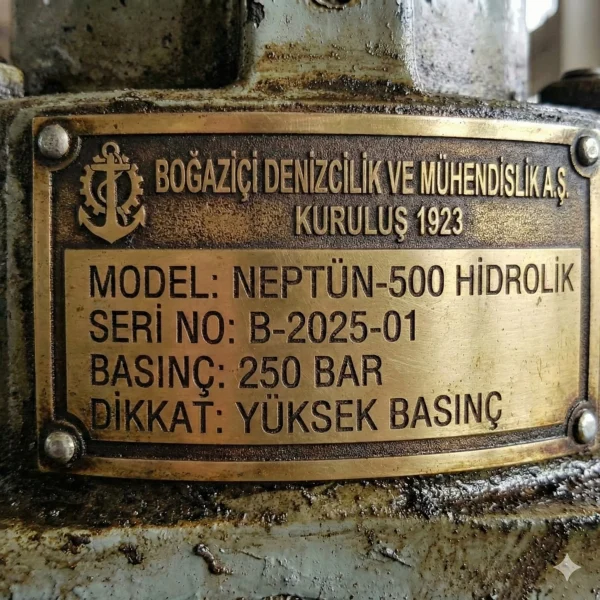 BOĞAZİÇİ DENİZCİLİK VE MÜHENDİSLİK A.Ş.
KURULUŞ 1923
MODEL: NEPTÜN-500 HİDROLİK
SERİ NO: B-2025-01
BASINÇ: 250 BAR
DİKKAT: YÜKSEK BASINÇ